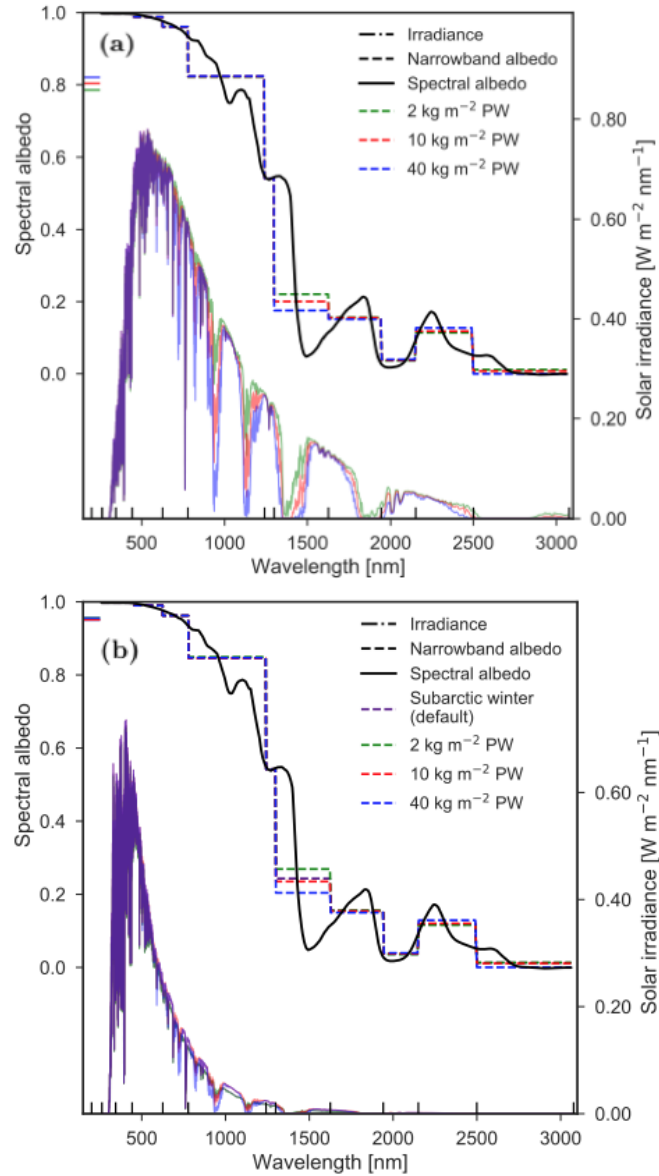 (a)
1.0
0.8
0.6
0.4
0.2
0.0
Spectral albedo
Irradiance
Narrowband albedo
Spectral albedo
2 kg m⁻² PW
10 kg m⁻² PW
40 kg m⁻² PW
0.80
0.60
0.40
0.20
0.00
Solar irradiance [W m⁻² nm⁻¹]
500 1000 1500 2000 2500 3000
Wavelength [nm]
(b)
1.0
0.8
0.6
0.4
0.2
0.0
Spectral albedo
Irradiance
Narrowband albedo
Spectral albedo
Subarctic winter
(default)
2 kg m⁻² PW
10 kg m⁻² PW
40 kg m⁻² PW
0.60
0.40
0.20
0.00
Solar irradiance [W m⁻² nm⁻¹]
500 1000 1500 2000 2500 3000
Wavelength [nm]